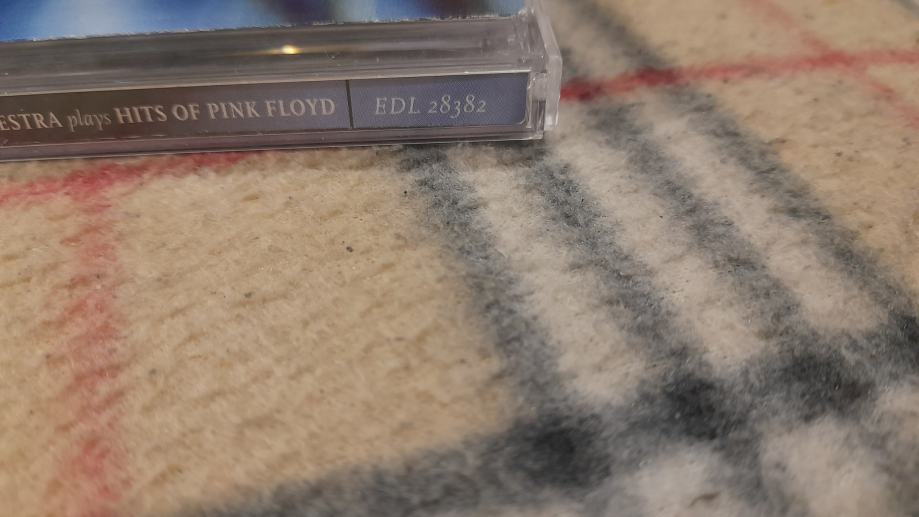 ESTRA plays HITS OF PINK FLOYD EDL 28382